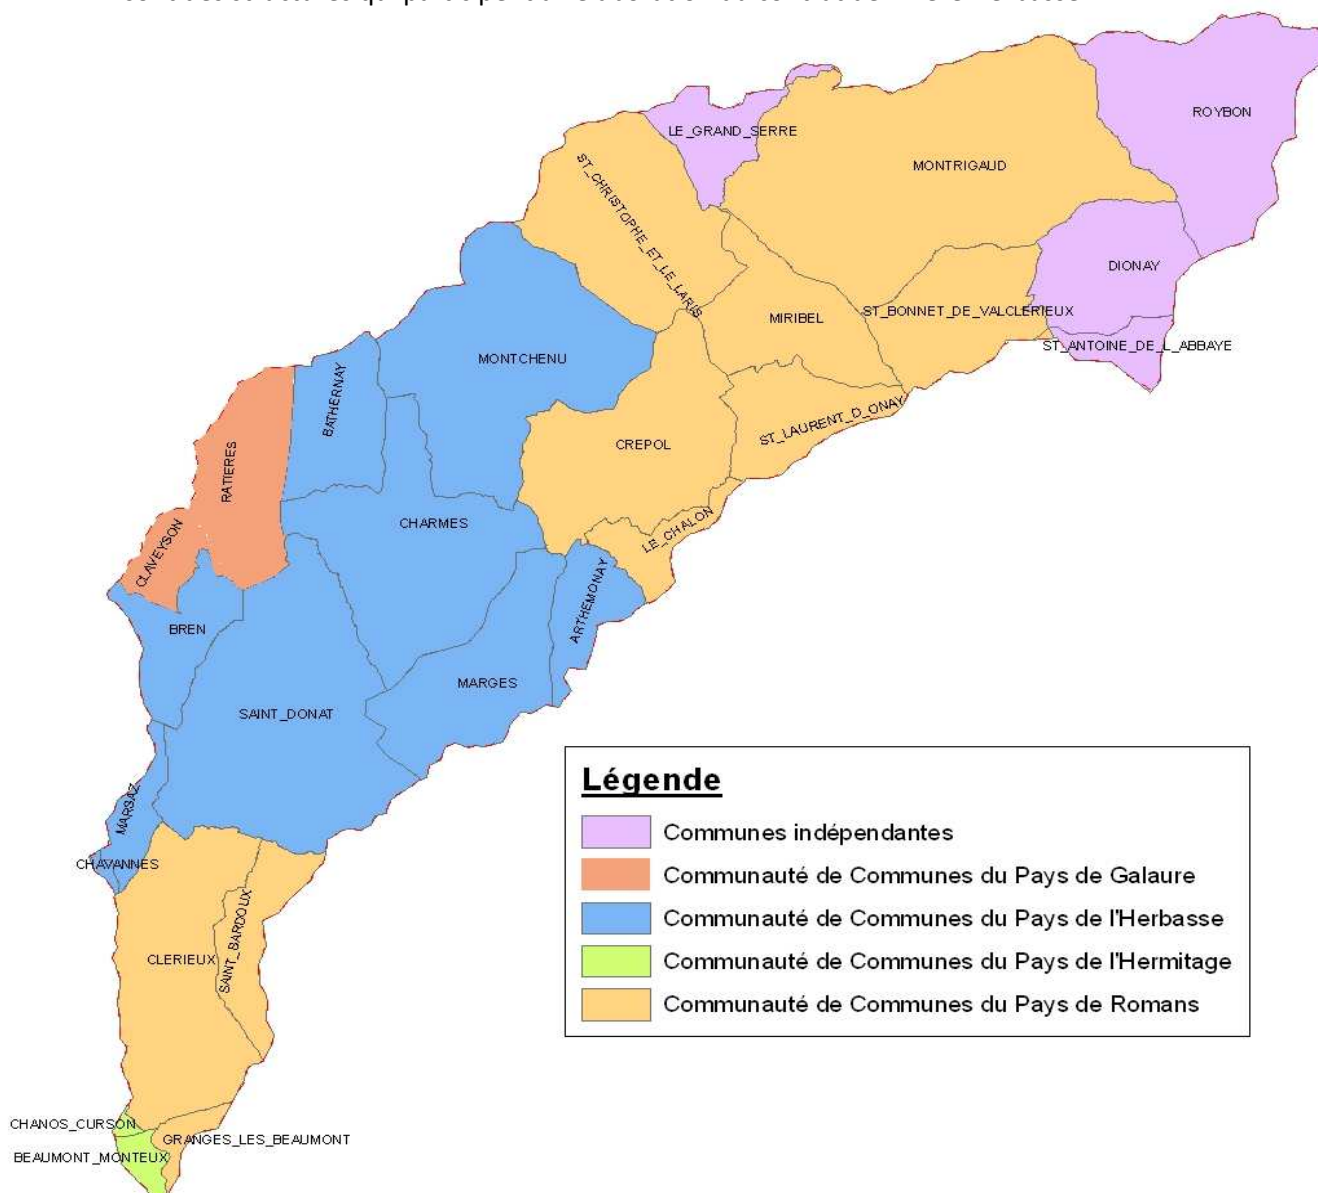 ROYBON
LE_GRAND_SERRE
MONTRIGAUD
ST_CHRISTOPHE_ET_LE_LARIS
DIONAY
ST_BONNET_DE_VALCLERIEUX
MIRIBEL
ST_ANTOINE_DE_L_ABBAYE
MONTCHENU
BATHERNAY
ST_LAURENT_D_ONAY
CREPOL
RATIERES
CHARMES
LE_CHALON
CLAVEYSON
ARTHEMONAY
BREN
MARGES
SAINT_DONAT
MARSAZ
CHAVANNES
SAINT_BARDOUX
CLERIEUX
CHANOS_CURSON
GRANGES_LES_BEAUMONT
BEAUMONT_MONTEUX
Légende
Communes indépendantes
Communauté de Communes du Pays de Galaure
Communauté de Communes du Pays de l'Herbasse
Communauté de Communes du Pays de l'Hermitage
Communauté de Communes du Pays de Romans